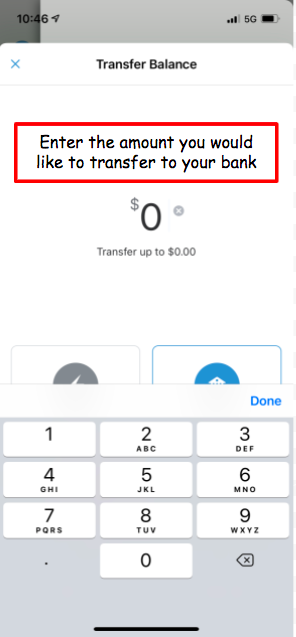 10:46 5G
Transfer Balance
Enter the amount you would
like to transfer to your bank
$0
Transfer up to $0.00
Done
1 2 3
ABC DEF
4 5 6
GHI JKL MNO
7 8 9
PQRS TUV WXYZ
. 0